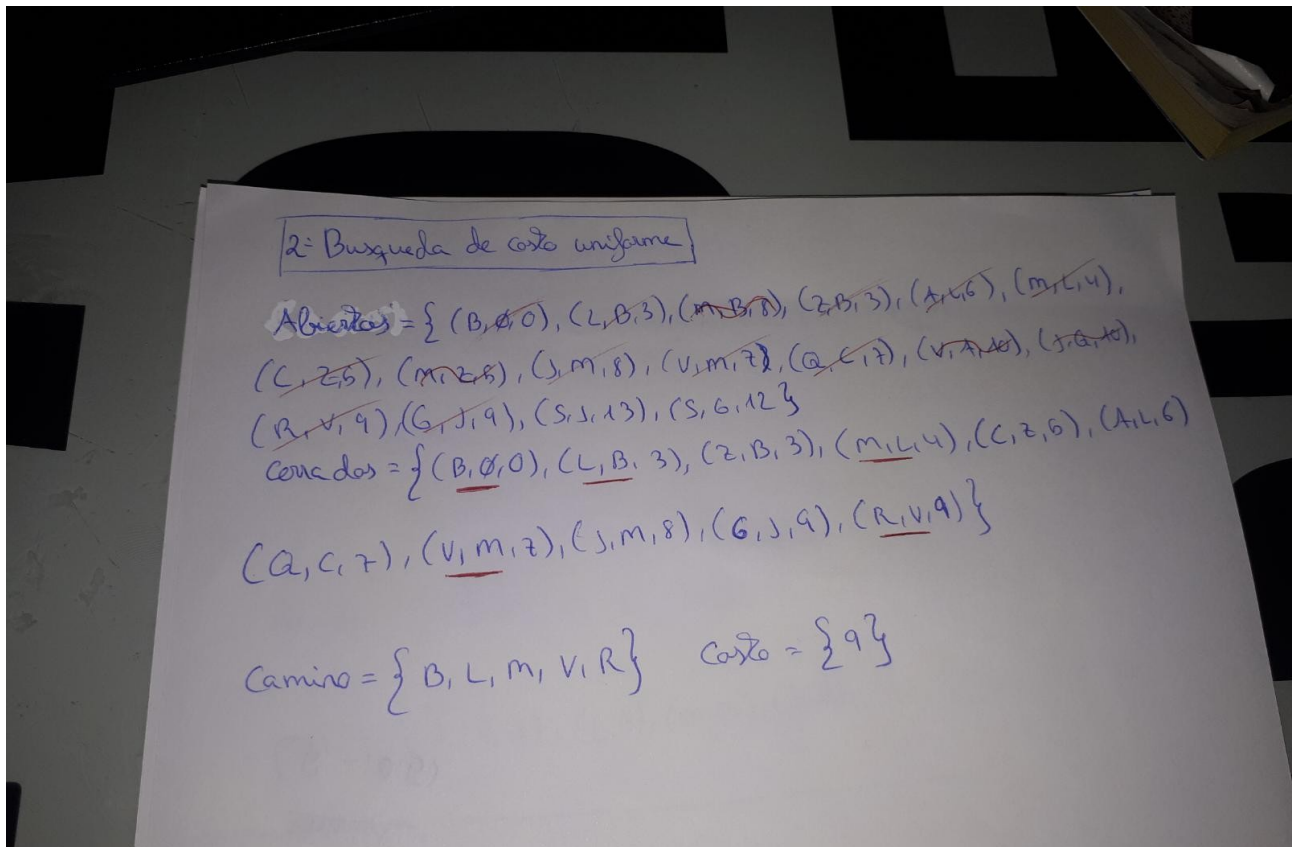 2= Busqueda de costo uniforme
Abiertos = { (B,ø,0), (L,B,3), (M,B,8), (Z,B,3), (A,L,6), (M,L,4),
(C,Z,5), (M,Z,5), (J,M,8), (V,M,7), (Q,C,7), (V,A,10), (J,Q,10),
(R,V,9), (G,J,9), (S,J,13), (S,G,12}
Cerrados = { (B,ø,0), (L,B,3), (Z,B,3), (M,L,4), (C,Z,5), (A,L,6)
(Q,C,7), (V,M,7), (J,M,8), (G,J,9), (R,V,9) }
Camino = { B, L, M, V, R } Costo = { 9 }